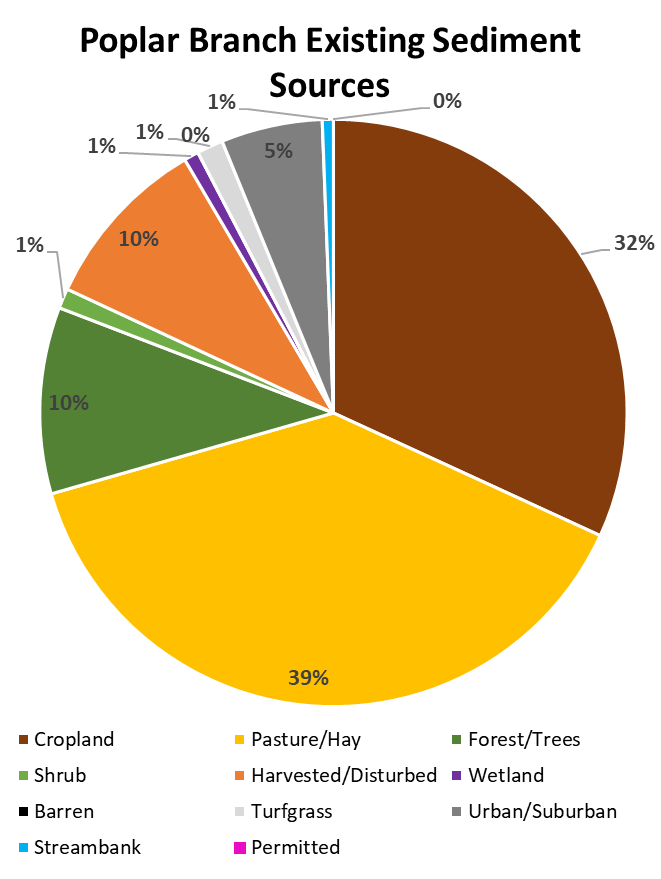 Poplar Branch Existing Sediment
Sources
1%
0%
1%
0%
5%
1%
10%
32%
1%
10%
39%
Cropland
Pasture/Hay
Forest/Trees
Shrub
Harvested/Disturbed
Wetland
Barren
Turfgrass
Urban/Suburban
Streambank
Permitted